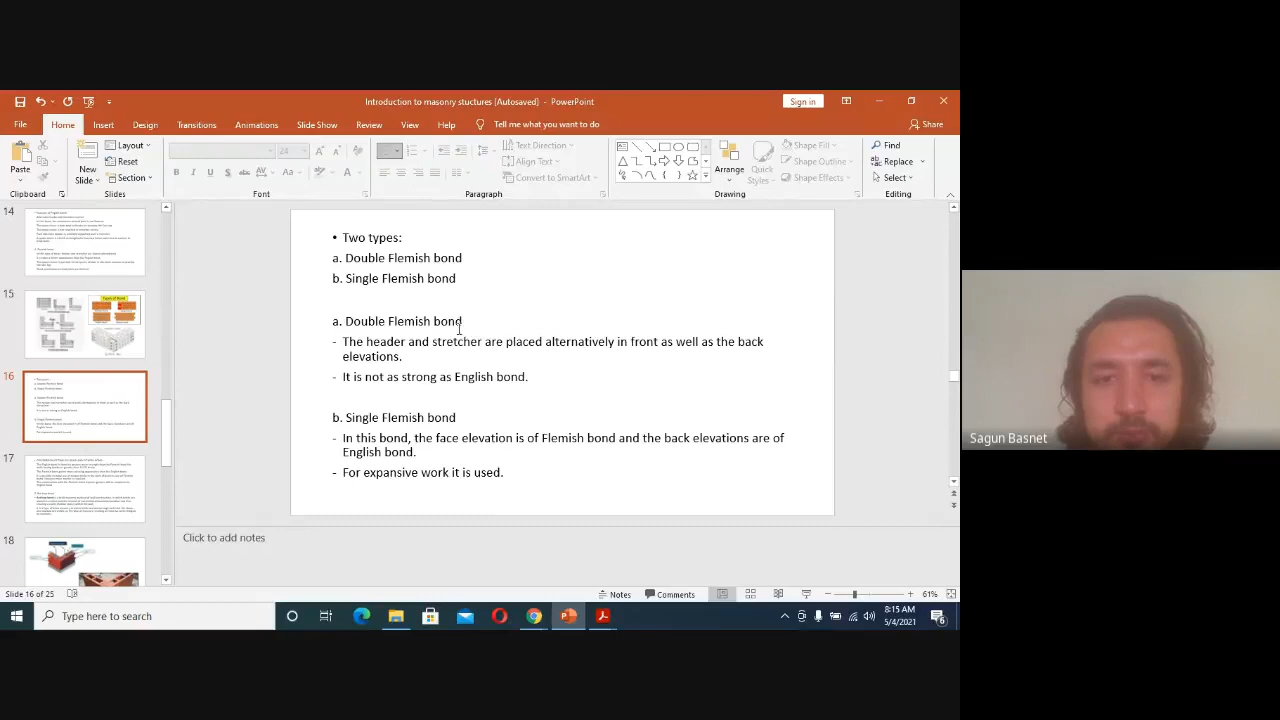 Introduction to masonry stuctures [Autosaved] - PowerPoint
Sign in
File Home Insert Design Transitions Animations Slide Show Review View Help Tell me what you want to do Share
Paste
Clipboard
New Slide
Layout
Reset
Section
Slides
24
Font
Text Direction
Align Text
Convert to SmartArt
Paragraph
Arrange
Quick Styles
Shape Fill
Shape Outline
Shape Effects
Drawing
Find
Replace
Select
Editing
14
15
16
17
18
• Two types:
a. Double Flemish bond
b. Single Flemish bond
a. Double Flemish bond
- The header and stretcher are placed alternatively in front as well as the back
elevations.
- It is not as strong as English bond.
b. Single Flemish bond
- In this bond, the face elevation is of Flemish bond and the back elevations are of
English bond.
- For expansive work it is used.
Click to add notes
Slide 16 of 25
Notes Comments 61%
Type here to search
8:15 AM
5/4/2021
6
Sagun Basnet